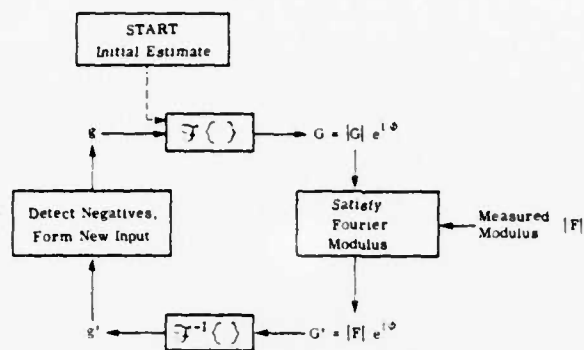 START
Initial Estimate
g
ℱ{ }
G = |G| e^{iφ}
Detect Negatives,
Form New Input
Satisfy
Fourier
Modulus
Measured
Modulus |F|
g'
ℱ^{-1}{ }
G' = |F| e^{iφ}